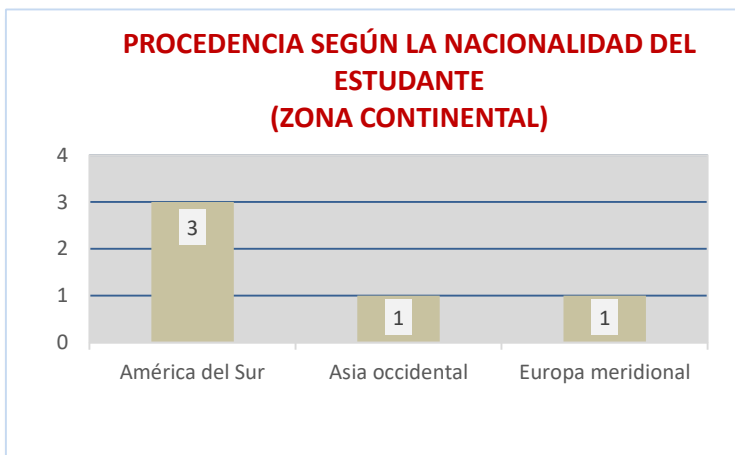 PROCEDENCIA SEGÚN LA NACIONALIDAD DEL
ESTUDANTE
(ZONA CONTINENTAL)
4
3
2
1
0
3
1
1
América del Sur
Asia occidental
Europa meridional